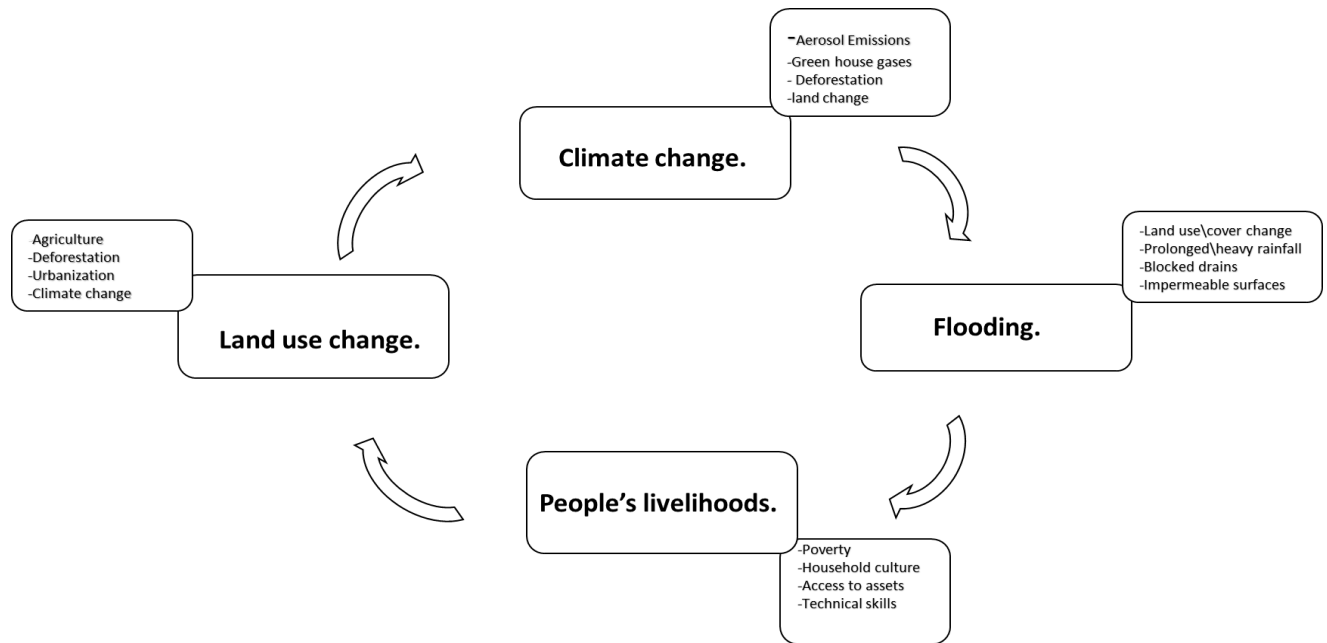 -Aerosol Emissions
-Green house gases
- Deforestation
-land change
Climate change.
-Agriculture
-Deforestation
-Urbanization
-Climate change
Land use change.
-Land use\cover change
-Prolonged\heavy rainfall
-Blocked drains
-Impermeable surfaces
Flooding.
People’s livelihoods.
-Poverty
-Household culture
-Access to assets
-Technical skills